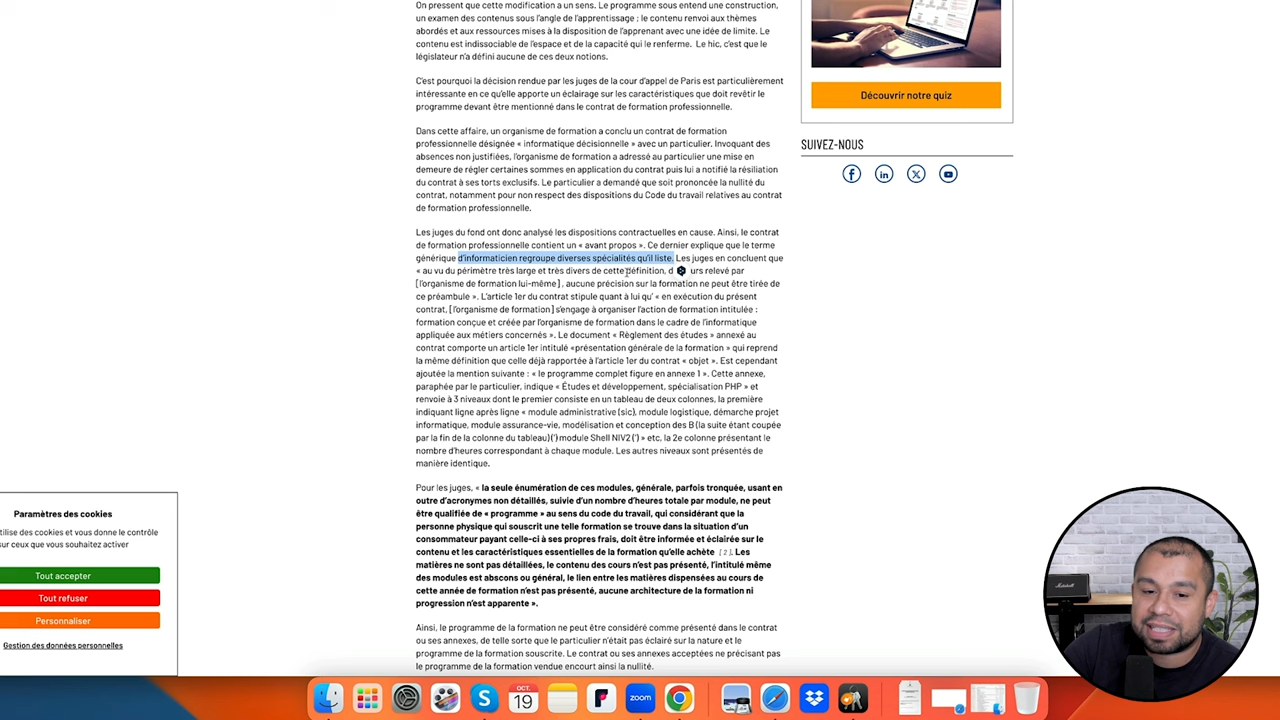 On pressent que cette modification a un sens. Le programme sous entend une construction,
un examen des contenus sous l'angle de l'apprentissage ; le contenu renvoi aux thèmes
abordés et aux ressources mises à la disposition de l'apprenant avec une idée de limite. Le
contenu est indissociable de l'espace et de la capacité qui le renferme. Le hic, c'est que le
législateur n'a défini aucune de ces deux notions.
C'est pourquoi la décision rendue par les juges de la cour d'appel de Paris est particulièrement
intéressante en ce qu'elle apporte un éclairage sur les caractéristiques que doit revêtir le
programme devant être mentionné dans le contrat de formation professionnelle.
Dans cette affaire, un organisme de formation a conclu un contrat de formation
professionnelle désignée « informatique décisionnelle » avec un particulier. Invoquant des
absences non justifiées, l'organisme de formation a adressé au particulier une mise en
demeure de régler certaines sommes en application du contrat puis lui a notifié la résiliation
du contrat à ses torts exclusifs. Le particulier a demandé que soit prononcée la nullité du
contrat, notamment pour non respect des dispositions du Code du travail relatives au contrat
de formation professionnelle.
Les juges du fond ont donc analysé les dispositions contractuelles en cause. Ainsi, le contrat
de formation professionnelle contient un « avant propos ». Ce dernier explique que le terme
générique d'informaticien regroupe diverses spécialités qu'il liste. Les juges en concluent que
« au vu du périmètre très large et très divers de cette définition, d urs relevé par
[l'organisme de formation lui-même] , aucune précision sur la formation ne peut être tirée de
ce préambule ». L'article 1er du contrat stipule quant à lui qu' « en exécution du présent
contrat, [l'organisme de formation] s'engage à organiser l'action de formation intitulée :
formation conçue et créée par l'organisme de formation dans le cadre de l'informatique
appliquée aux métiers concernés ». Le document « Règlement des études » annexé au
contrat comporte un article 1er intitulé «présentation générale de la formation » qui reprend
la même définition que celle déjà rapportée à l'article 1er du contrat « objet ». Est cependant
ajoutée la mention suivante : « le programme complet figure en annexe 1 ». Cette annexe,
paraphée par le particulier, indique « Études et développement, spécialisation PHP » et
renvoie à 3 niveaux dont le premier consiste en un tableau de deux colonnes, la première
indiquant ligne après ligne « module administrative (sic), module logistique, démarche projet
informatique, module assurance-vie, modélisation et conception des B (la suite étant coupée
par la fin de la colonne du tableau)(') module Shell NIV2 (') » etc, la 2e colonne présentant le
nombre d'heures correspondant à chaque module. Les autres niveaux sont présentés de
manière identique.
Pour les juges, « la seule énumération de ces modules, générale, parfois tronquée, usant en
outre d'acronymes non détaillés, suivie d'un nombre d'heures totale par module, ne peut
être qualifiée de « programme » au sens du code du travail, qui considérant que la
personne physique qui souscrit une telle formation se trouve dans la situation d'un
consommateur payant celle-ci à ses propres frais, doit être informée et éclairée sur le
contenu et les caractéristiques essentielles de la formation qu'elle achète [ 2 ]. Les
matières ne sont pas détaillées, le contenu des cours n'est pas présenté, l'intitulé même
des modules est abscons ou général, le lien entre les matières dispensées au cours de
cette année de formation n'est pas présenté, aucune architecture de la formation ni
progression n'est apparente ».
Ainsi, le programme de la formation ne peut être considéré comme présenté dans le contrat
ou ses annexes, de telle sorte que le particulier n'était pas éclairé sur la nature et le
programme de la formation souscrite. Le contrat ou ses annexes acceptées ne précisant pas
le programme de la formation vendue encourt ainsi la nullité.
Découvrir notre quiz
SUIVEZ-NOUS
Paramètres des cookies
utilise des cookies et vous donne le contrôle
sur ceux que vous souhaitez activer
Tout accepter
Tout refuser
Personnaliser
Gestion des données personnelles
Marshall
OCT.
19
zoom